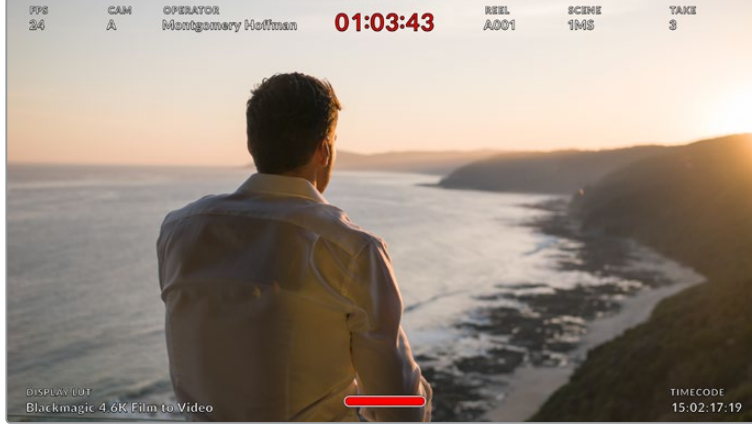 FPS CAM OPERATOR REEL SCENE TAKE
24 A Montgomery Hoffman 01:03:43 A001 1MS 3
DISPLAY LUT TIMECODE
Blackmagic 4.6K Film to Video 15:02:17:19